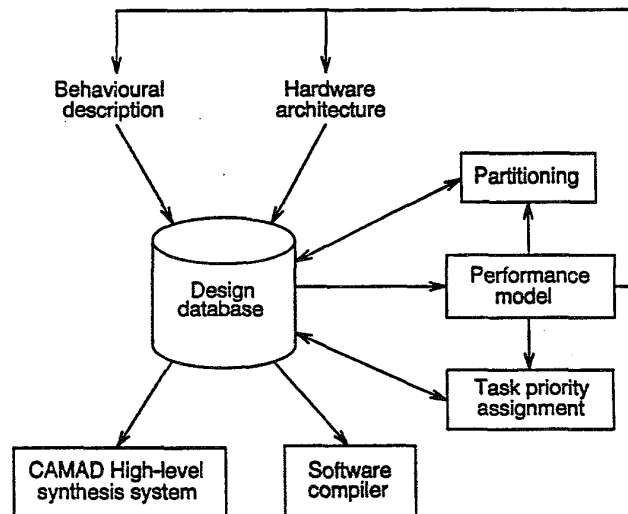 Behavioural
description
Hardware
architecture
Partitioning
Design
database
Performance
model
Task priority
assignment
CAMAD High-level
synthesis system
Software
compiler